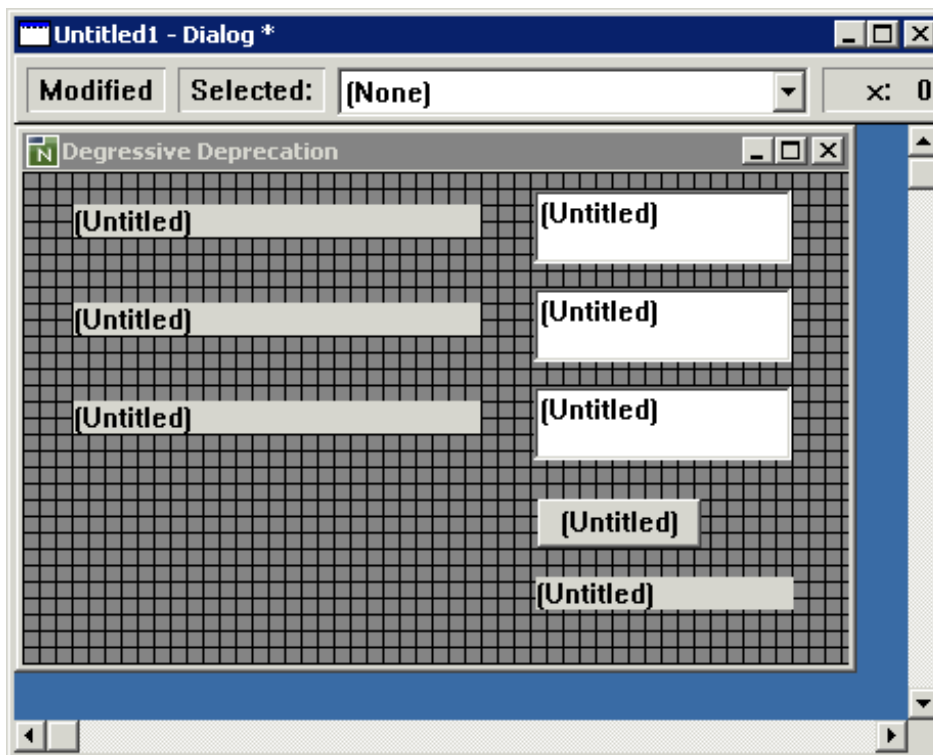 Untitled1 - Dialog *
Modified Selected: (None) x: 0
N Degressive Deprecation
(Untitled) (Untitled)
(Untitled) (Untitled)
(Untitled) (Untitled)
(Untitled)
(Untitled)